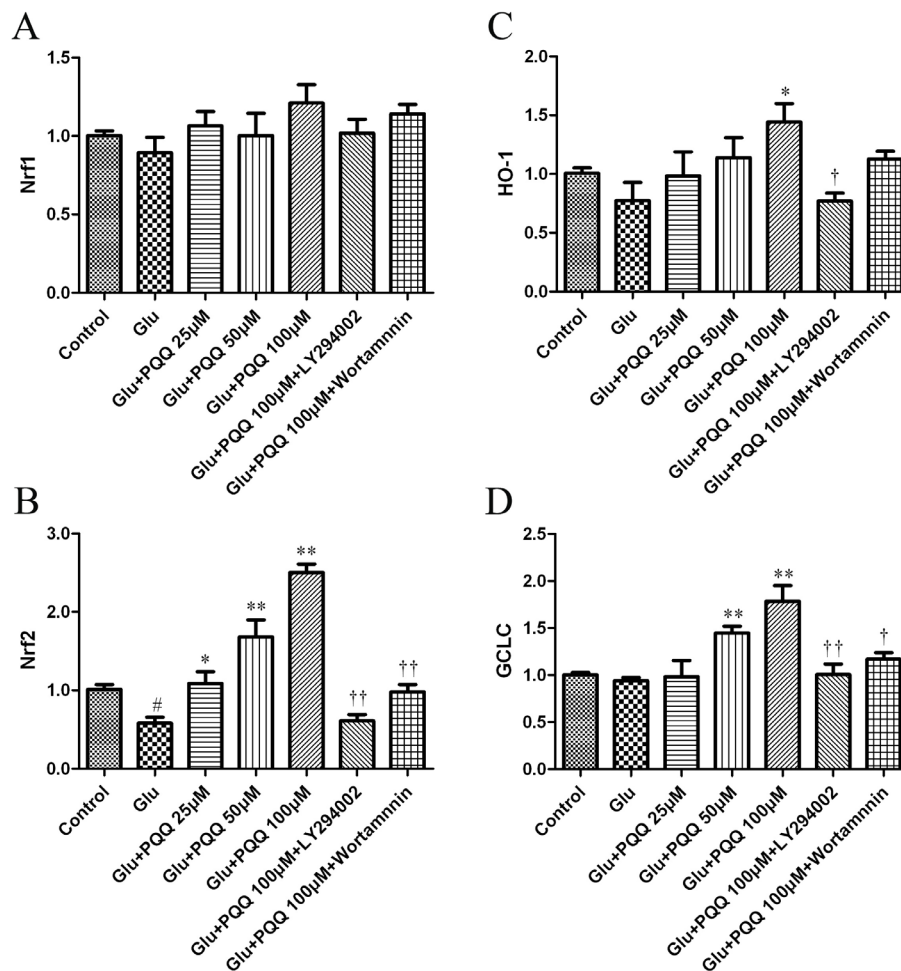 A
Nrf1
1.5
1.0
0.5
0.0
Control
Glu
Glu+PQQ 25μM
Glu+PQQ 50μM
Glu+PQQ 100μM
Glu+PQQ 100μM+LY294002
Glu+PQQ 100μM+Wortamnnin
C
HO-1
2.0
1.5
1.0
0.5
0.0
*
†
Control
Glu
Glu+PQQ 25μM
Glu+PQQ 50μM
Glu+PQQ 100μM
Glu+PQQ 100μM+LY294002
Glu+PQQ 100μM+Wortamnnin
B
Nrf2
3.0
2.0
1.0
0.0
#
*
**
**
††
††
Control
Glu
Glu+PQQ 25μM
Glu+PQQ 50μM
Glu+PQQ 100μM
Glu+PQQ 100μM+LY294002
Glu+PQQ 100μM+Wortamnnin
D
GCLC
2.5
2.0
1.5
1.0
0.5
0.0
**
**
††
†
Control
Glu
Glu+PQQ 25μM
Glu+PQQ 50μM
Glu+PQQ 100μM
Glu+PQQ 100μM+LY294002
Glu+PQQ 100μM+Wortamnnin